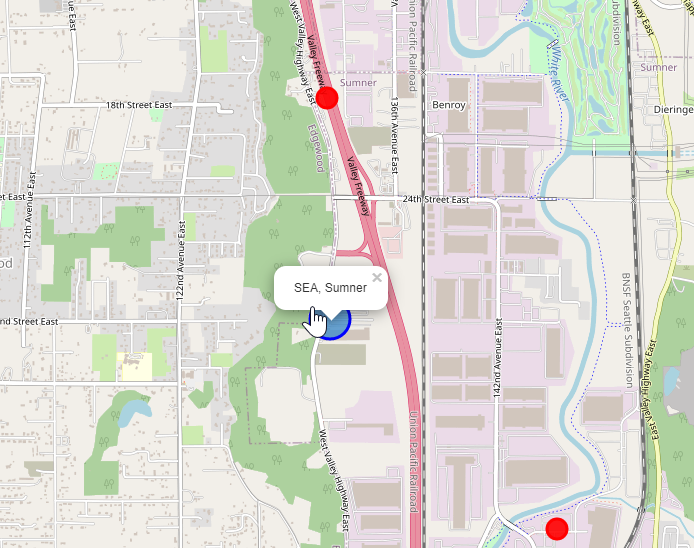 West Valley Highway East
Valley Freeway
Union Pacific Railroad
Subdivision
Highway East
White River
Sumner
Sumner
18th Street East
Benroy
Dieringe
136th Avenue East
Edgewood
Valley Freeway
112th Avenue East
et East
24th Street East
122nd Avenue East
od
SEA, Sumner
×
BNSF Seattle Subdivision
nd Street East
142nd Avenue East
East Valley Highway East
Union Pacific Railroad
West Valley Highway East